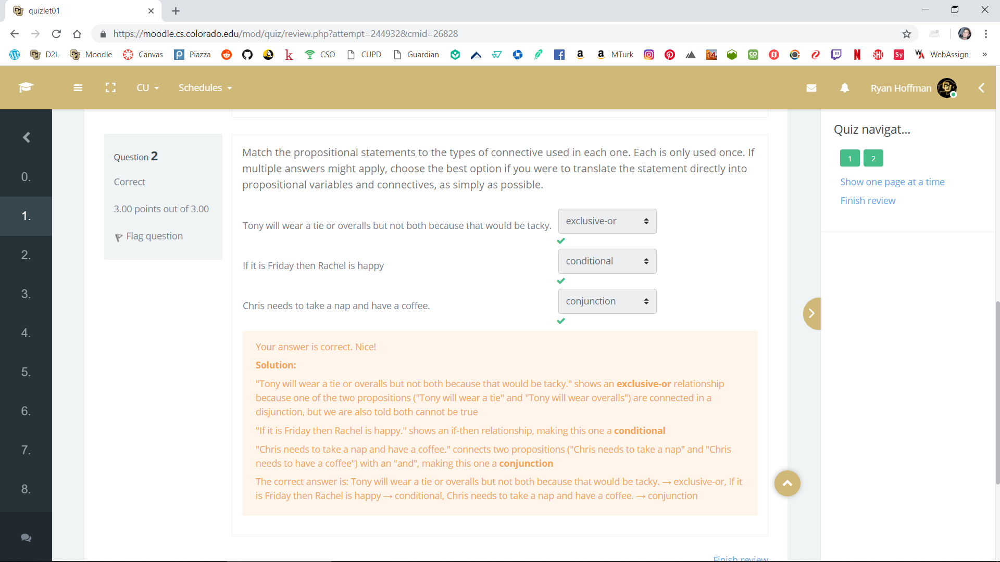 quizlet01
https://moodle.cs.colorado.edu/mod/quiz/review.php?attempt=244932&cmid=26828
D2L Moodle Canvas Piazza CSO CUPD Guardian MTurk WebAssign »
CU Schedules Ryan Hoffman
Quiz navigat...
1 2
Show one page at a time
Finish review
0.
1.
2.
3.
4.
5.
6.
7.
8.
Question 2
Correct
3.00 points out of 3.00
Flag question
Match the propositional statements to the types of connective used in each one. Each is only used once. If
multiple answers might apply, choose the best option if you were to translate the statement directly into
propositional variables and connectives, as simply as possible.
Tony will wear a tie or overalls but not both because that would be tacky. exclusive-or
If it is Friday then Rachel is happy conditional
Chris needs to take a nap and have a coffee. conjunction
Your answer is correct. Nice!
Solution:
"Tony will wear a tie or overalls but not both because that would be tacky." shows an exclusive-or relationship
because one of the two propositions ("Tony will wear a tie" and "Tony will wear overalls") are connected in a
disjunction, but we are also told both cannot be true
"If it is Friday then Rachel is happy." shows an if-then relationship, making this one a conditional
"Chris needs to take a nap and have a coffee." connects two propositions ("Chris needs to take a nap" and "Chris
needs to have a coffee") with an "and", making this one a conjunction
The correct answer is: Tony will wear a tie or overalls but not both because that would be tacky. → exclusive-or, If it
is Friday then Rachel is happy → conditional, Chris needs to take a nap and have a coffee. → conjunction
Finish review